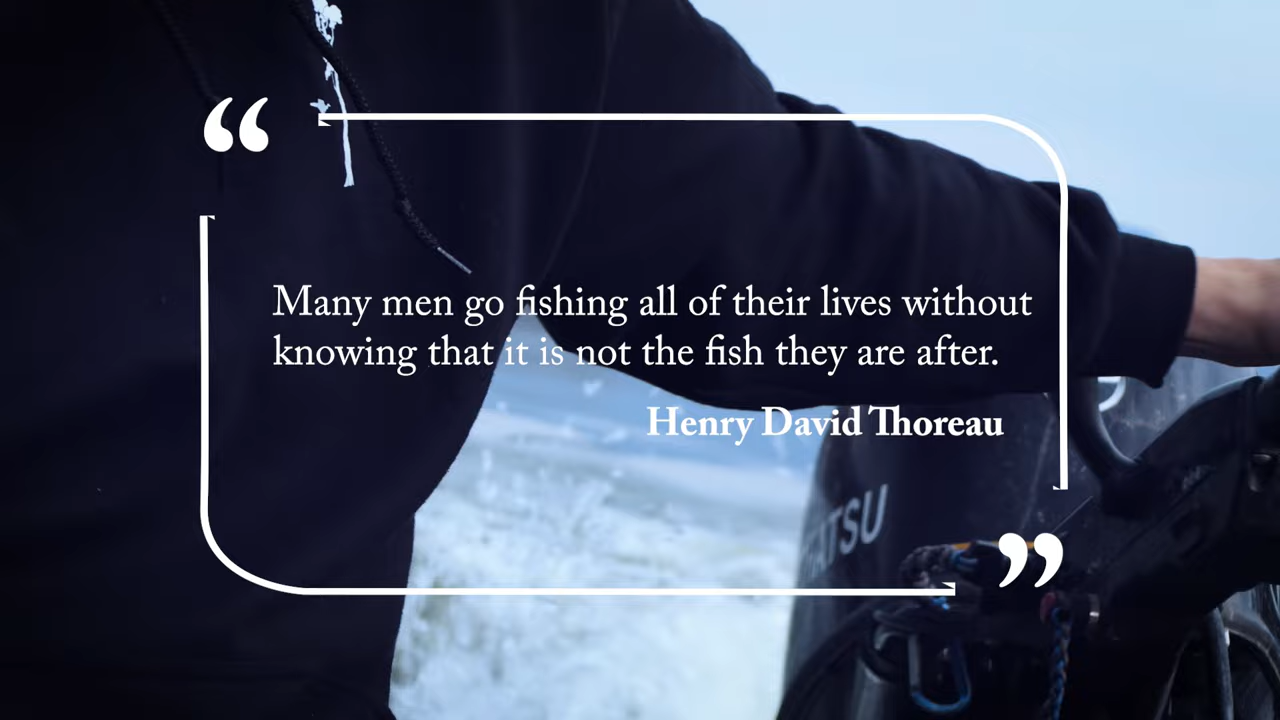 “
Many men go fishing all of their lives without
knowing that it is not the fish they are after.
Henry David Thoreau
ATSU
”